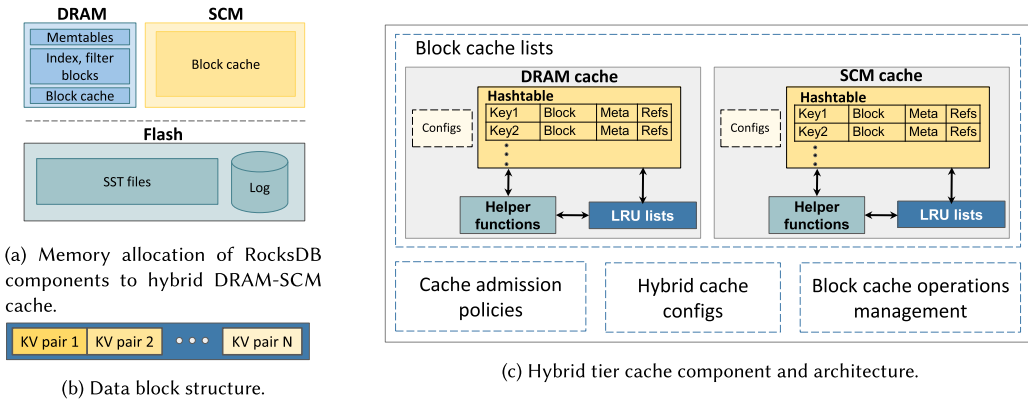 DRAM
SCM
Memtables
Index, filter
blocks
Block cache
Block cache
Flash
SST files
Log
(a) Memory allocation of RocksDB
components to hybrid DRAM-SCM
cache.
KV pair 1
KV pair 2
• • •
KV pair N
(b) Data block structure.
Block cache lists
DRAM cache
Configs
Hashtable
Key1 Block Meta Refs
Key2 Block Meta Refs
Helper
functions
LRU lists
SCM cache
Configs
Hashtable
Key1 Block Meta Refs
Key2 Block Meta Refs
Helper
functions
LRU lists
Cache admission
policies
Hybrid cache
configs
Block cache operations
management
(c) Hybrid tier cache component and architecture.